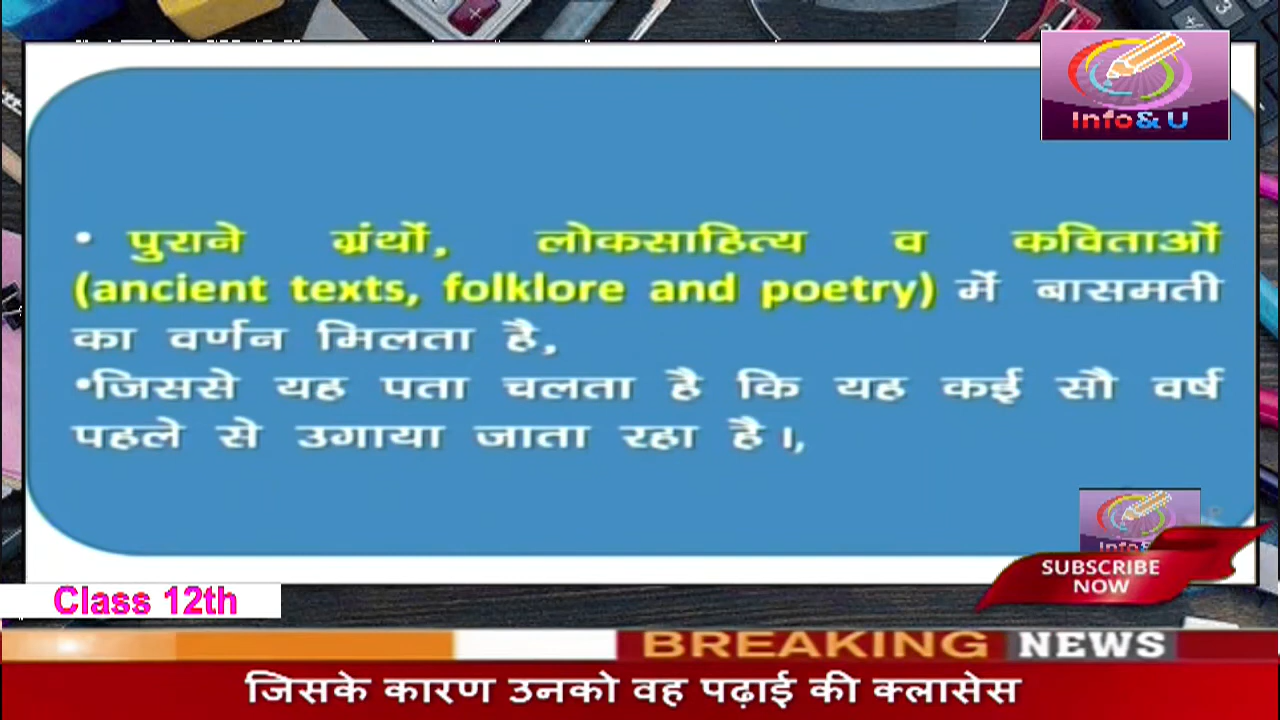 Info&U
• पुराने ग्रंथों, लोकसाहित्य व कविताओं
(ancient texts, folklore and poetry) में बासमती
का वर्णन मिलता है,
•जिससे यह पता चलता है कि यह कई सौ वर्ष
पहले से उगाया जाता रहा है।,
SUBSCRIBE
NOW
Class 12th
BREAKING NEWS
जिसके कारण उनको वह पढ़ाई की क्लासेस